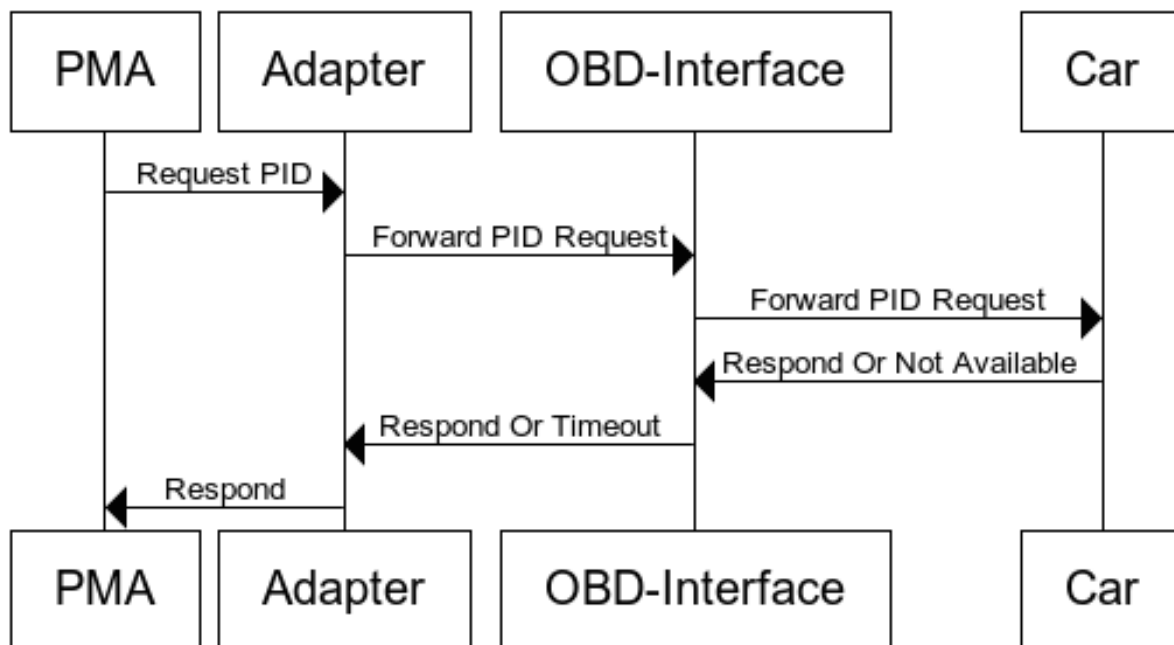 PMA Adapter OBD-Interface Car
Request PID
Forward PID Request
Forward PID Request
Respond Or Not Available
Respond Or Timeout
Respond
PMA Adapter OBD-Interface Car